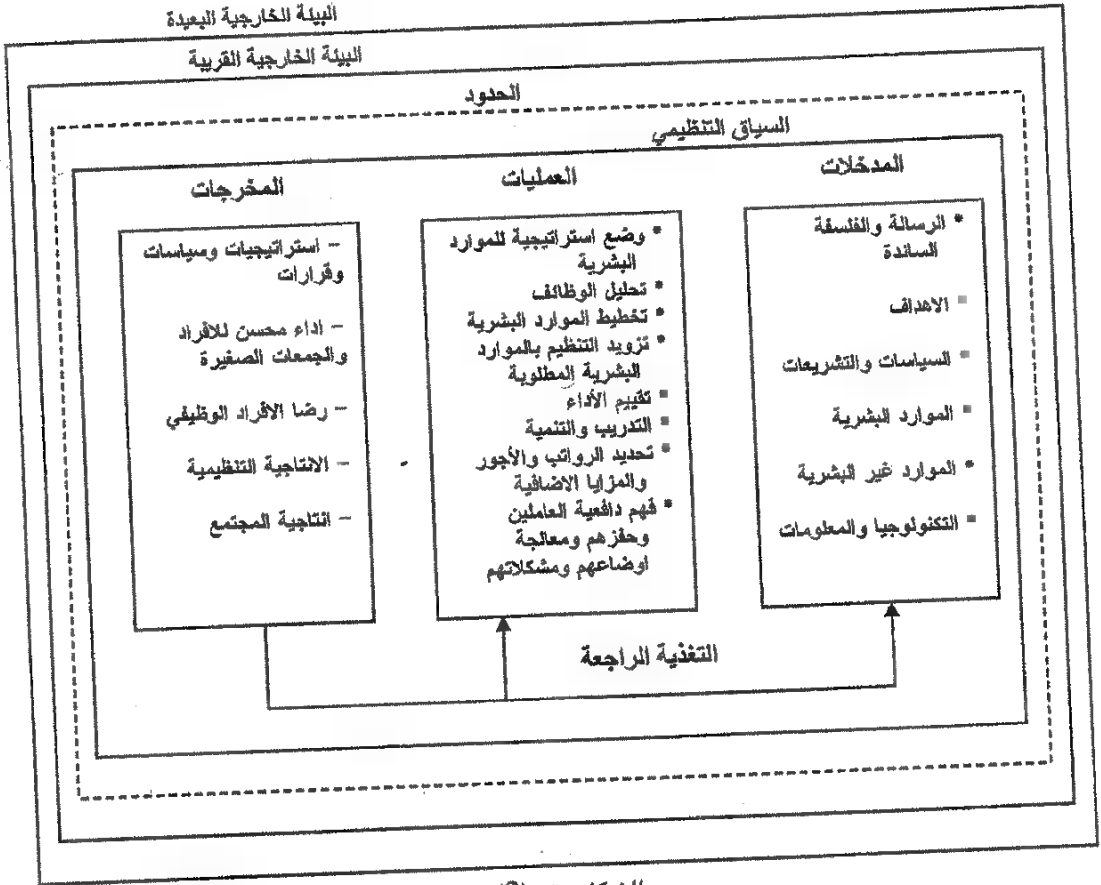 البيئة الخارجية البعيدة
البيئة الخارجية القريبة
الحدود
السياق التنظيمي
المدخلات
* الرسالة والفلسفة
السائدة
* الاهداف
* السياسات والتشريعات
* الموارد البشرية
* الموارد غير البشرية
* التكنولوجيا والمعلومات
العمليات
* وضع استراتيجية للموارد
البشرية
* تحليل الوظائف
* تخطيط الموارد البشرية
* تزويد التنظيم بالموارد
البشرية المطلوبة
* تقييم الأداء
* التدريب والتنمية
* تحديد الرواتب والأجور
والمزايا الاضافية
* فهم دافعية العاملين
وحفزهم ومعالجة
اوضاعهم ومشكلاتهم
المخرجات
– استراتيجيات وسياسات
وقرارات
– اداء محسن للافراد
والجمعات الصغيرة
– رضا الافراد الوظيفي
– الانتاجية التنظيمية
– انتاجية المجتمع
التغذية الراجعة